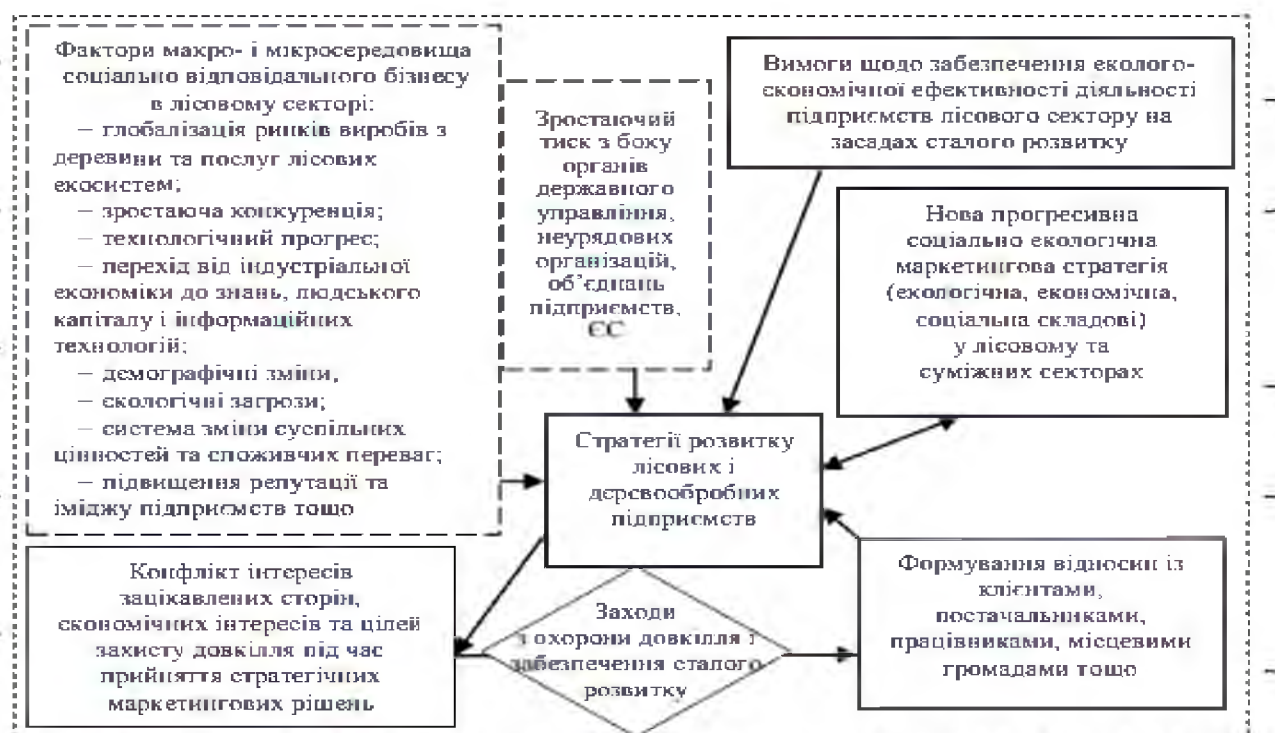 Фактори макро- і мікросередовища
соціально відповідального бізнесу
в лісовому секторі:
– глобалізація ринків виробів з
деревини та послуг лісових
екосистем;
– зростаюча конкуренція;
– технологічний прогрес;
– перехід від індустріальної
економіки до знань, людського
капіталу і інформаційних
технологій;
– демографічні зміни,
– екологічні загрози;
– система зміни суспільних
цінностей та споживчих переваг;
– підвищення репутації та
іміджу підприємств тощо
Зростаючий
тиск з боку
органів
державного
управління,
неурядових
організацій,
об’єднань
підприємств,
ЄС
Вимоги щодо забезпечення еколого-
економічної ефективності діяльності
підприємств лісового сектору на
засадах сталого розвитку
Нова прогресивна
соціально екологічна
маркетингова стратегія
(екологічна, економічна,
соціальна складові)
у лісовому та
суміжних секторах
Стратегії розвитку
лісових і
деревообробних
підприємств
Конфлікт інтересів
зацікавлених сторін,
економічних інтересів та цілей
захисту довкілля під час
прийняття стратегічних
маркетингових рішень
Заходи
з охорони довкілля і
забезпечення сталого
розвитку
Формування відносин із
клієнтами,
постачальниками,
працівниками, місцевими
громадами тощо